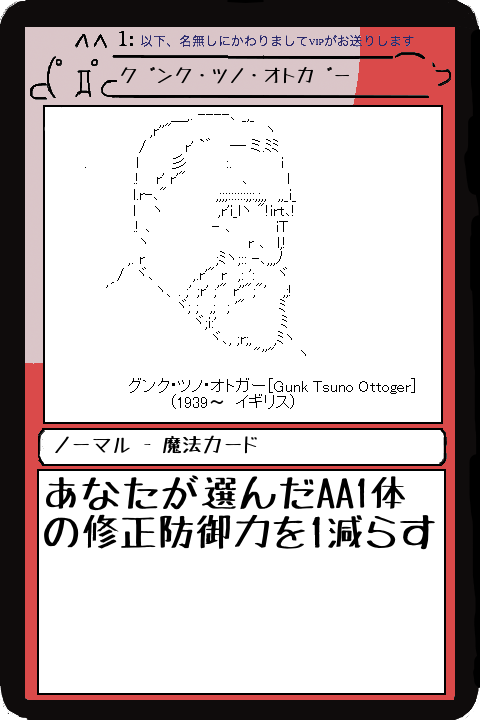 ^^ 1: 以下、名無しにかわりましてVIPがお送りします
グンク・ツノ・オトガー
グンク・ツノ・オトガー[Gunk Tsuno Ottoger]
(1939～ イギリス)
ノーマル - 魔法カード
あなたが選んだAA1体
の修正防御力を1減らす